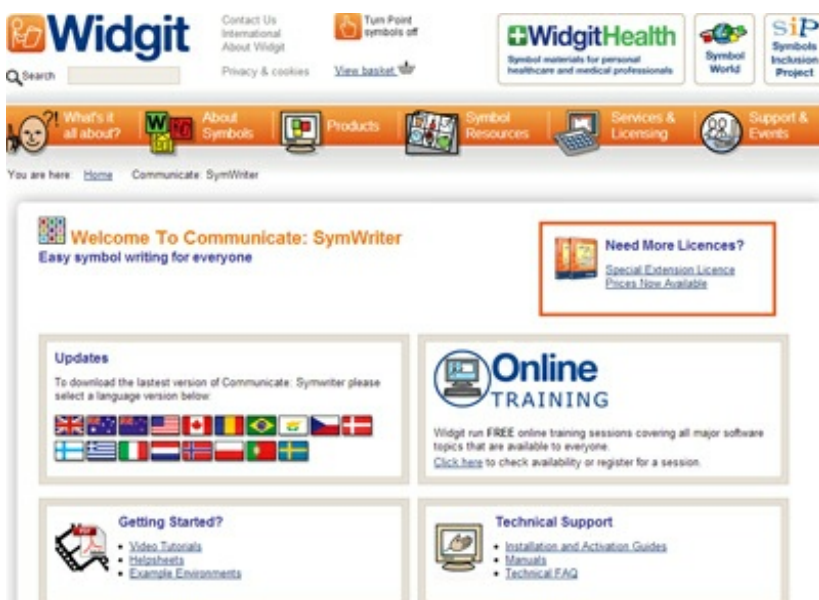 Widgit
Contact Us
International
About Widgit
Privacy & cookies
Turn Point
symbols off
View basket
Search
WidgitHealth
Symbol materials for personal
healthcare and medical professionals
Symbol
World
SiP
Symbols
Inclusion
Project
?!
What's it
all about?
W
About
Symbols
Products
Symbol
Resources
Services &
Licensing
Support &
Events
You are here: Home Communicate: SymWriter
Welcome To Communicate: SymWriter
Easy symbol writing for everyone
Need More Licences?
Special Extension Licence
Prices Now Available
Updates
To download the lastest version of Communicate: Symwriter please
select a language version below:
Online
TRAINING
Widgit run FREE online training sessions covering all major software
topics that are available to everyone.
Click here to check availability or register for a session.
Getting Started?
Video Tutorials
Helpsheets
Example Environments
PDF
Technical Support
Installation and Activation Guides
Manuals
Technical FAQ